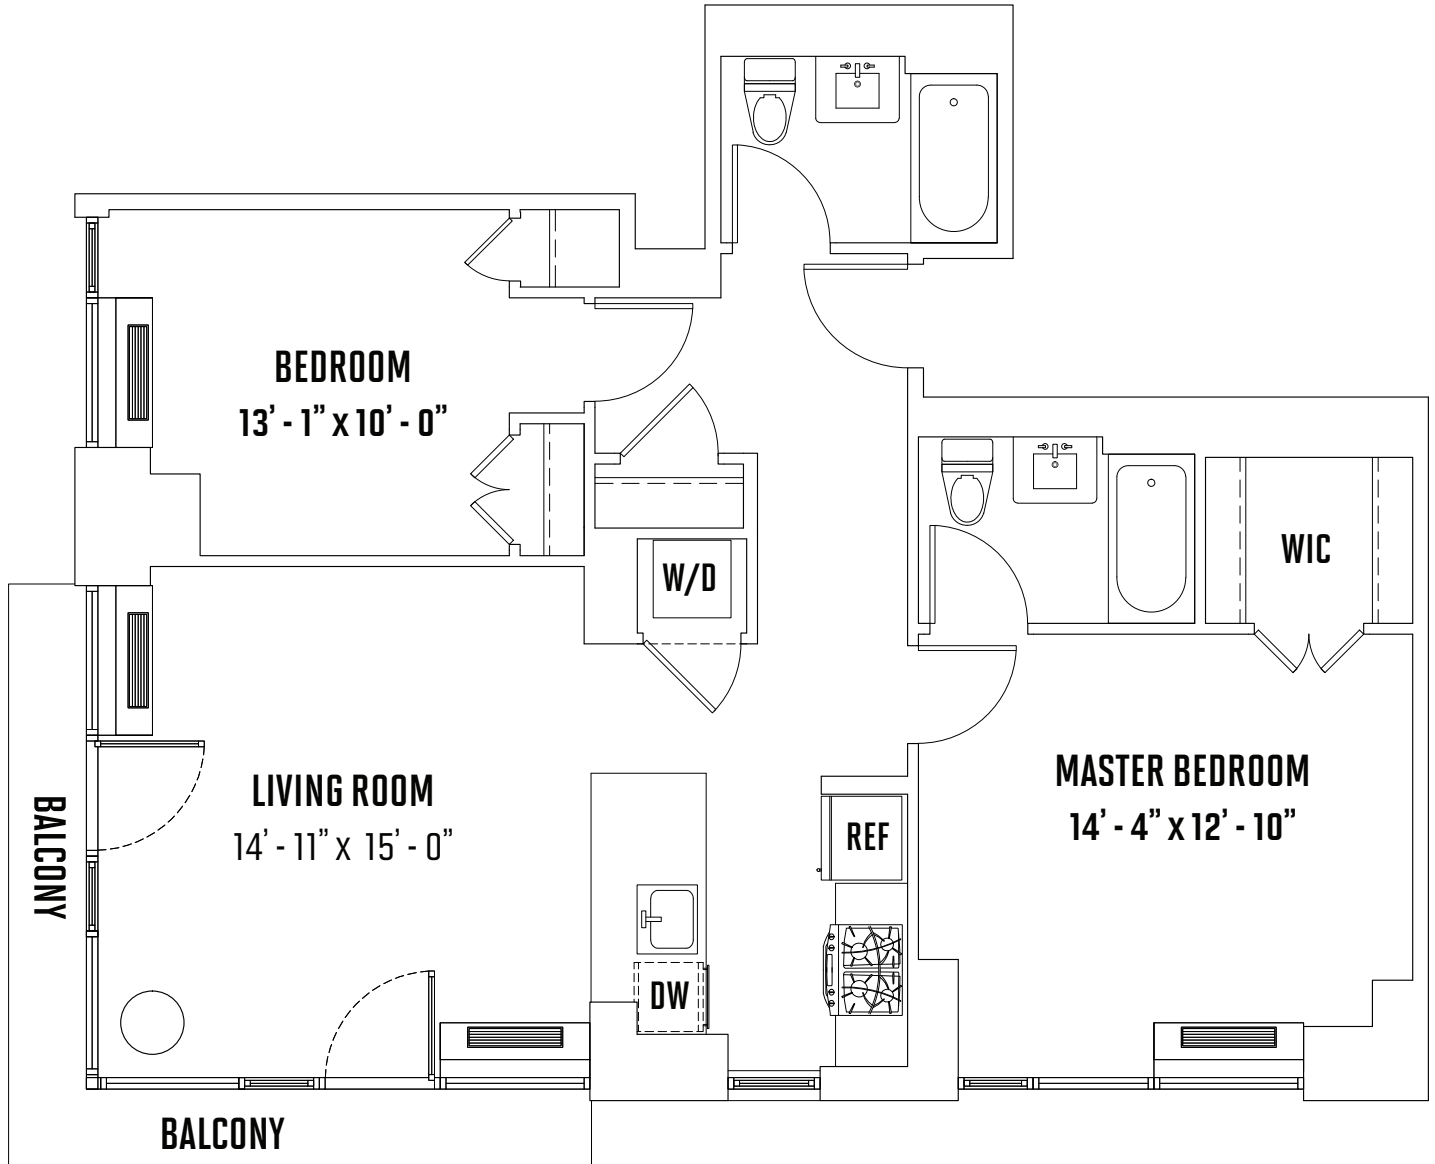 BEDROOM
13’ - 1” x 10’ - 0”
W/D
WIC
LIVING ROOM
14’ - 11” x 15’ - 0”
MASTER BEDROOM
14’ - 4” x 12’ - 10”
REF
BALCONY
DW
BALCONY